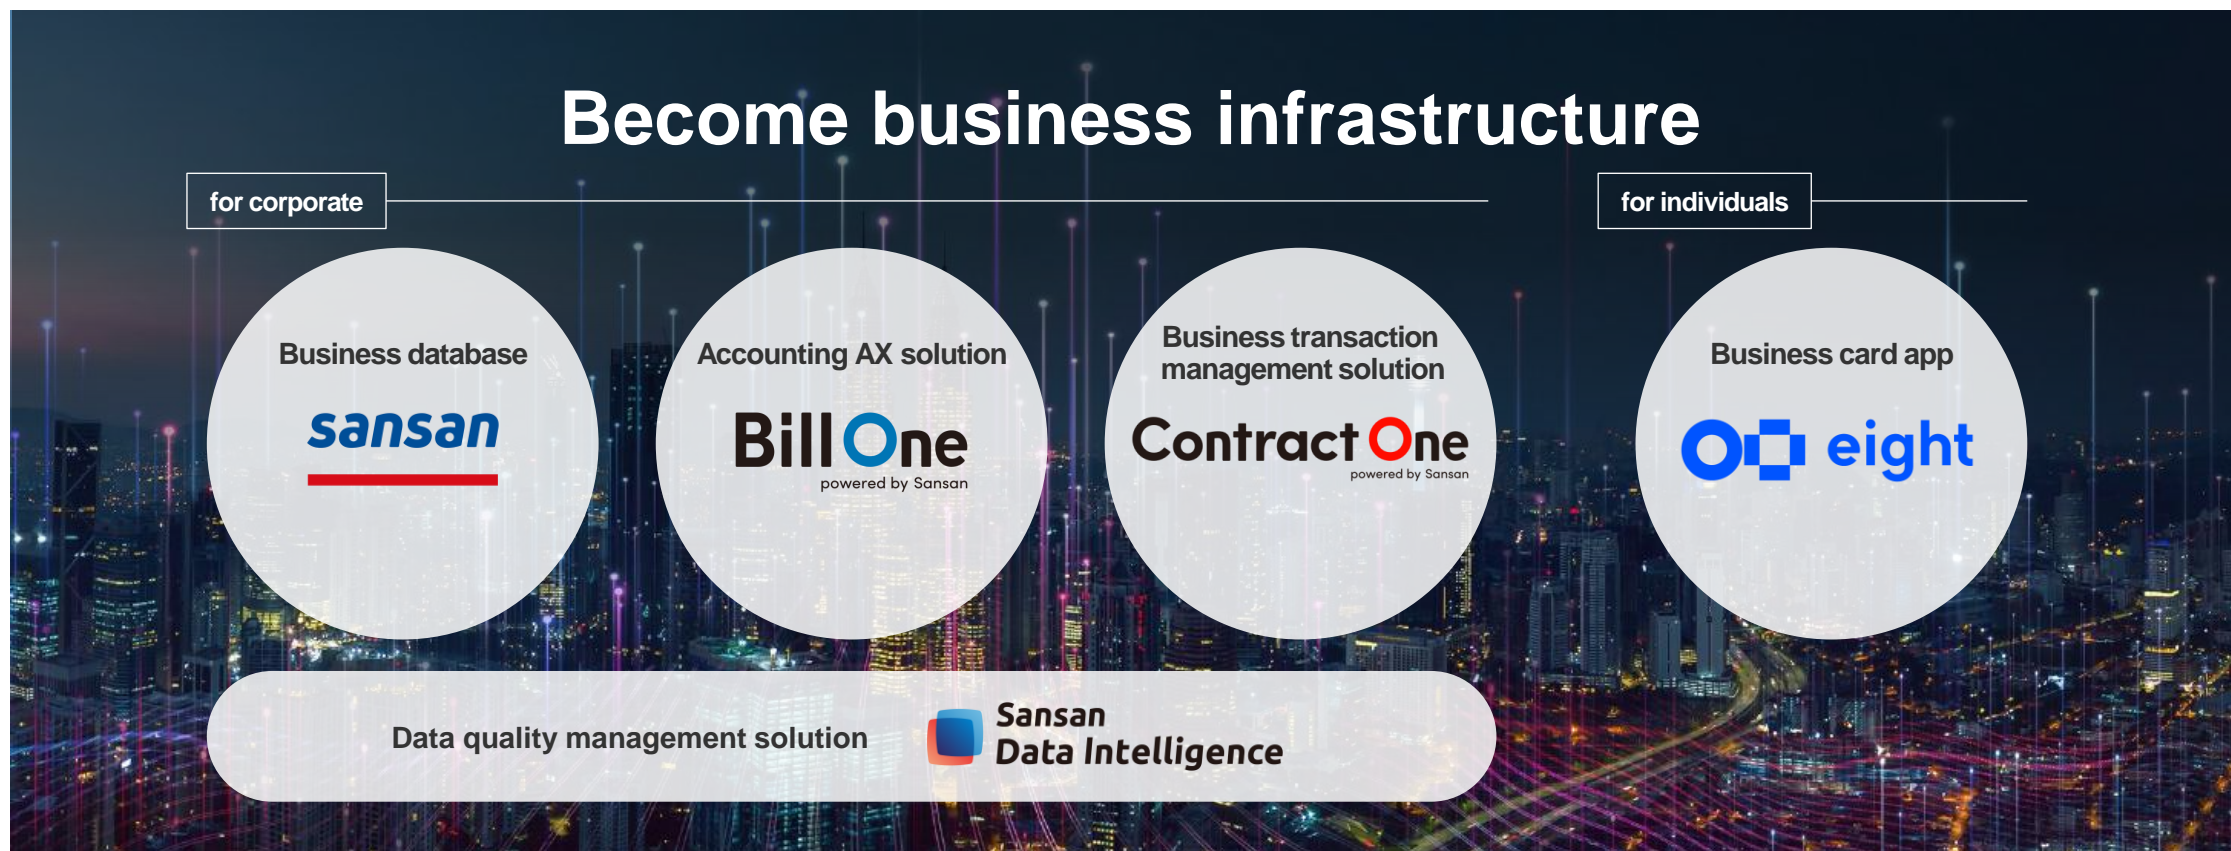 Become business infrastructure
for corporate
for individuals
Business database
sansan
Accounting AX solution
Bill One
powered by Sansan
Business transaction
management solution
Contract One
powered by Sansan
Business card app
eight
Data quality management solution
Sansan
Data Intelligence